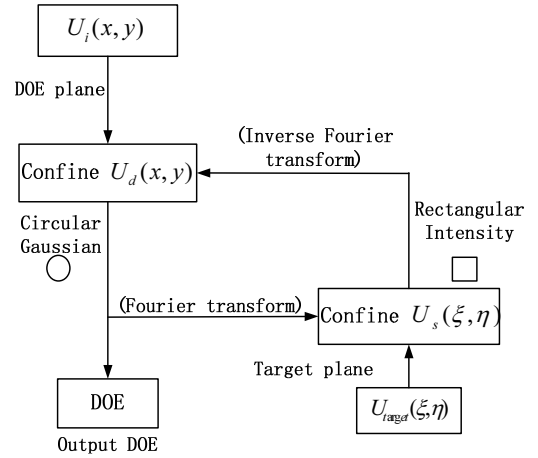 U_i(x, y)
DOE plane
(Inverse Fourier
transform)
Confine U_d(x, y)
Circular
Gaussian
Rectangular
Intensity
(Fourier transform)
Confine U_s(ξ, η)
Target plane
DOE
U_target(ξ,η)
Output DOE